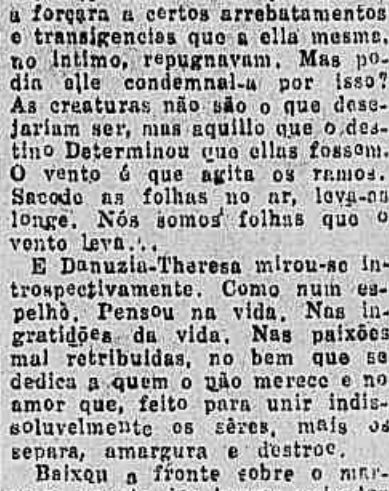 a forçara a certos arrebatamentos
e transigencias que a ella mesma,
no intimo, repugnavam. Mas po-
dia elle condemnal-a por isso?
As creaturas não são o que dese-
jariam ser, mas aquillo que o des-
tino Determinou que ellas fossem.
O vento é que agita os ramos.
Sacode as folhas no ar, leva-as
longe. Nós somos folhas que o
vento leva...
E Danuzia-Theresa mirou-se in-
trospectivamente. Como num es-
pelho. Pensou na vida. Nas in-
gratidões da vida. Nas paixões
mal retribuidas, no bem que se
dedica a quem o não merece e no
amor que, feito para unir indis-
soluvelmente os sêres, mais os
separa, amargura e destroe.
Baixou a fronte sobre o mar-